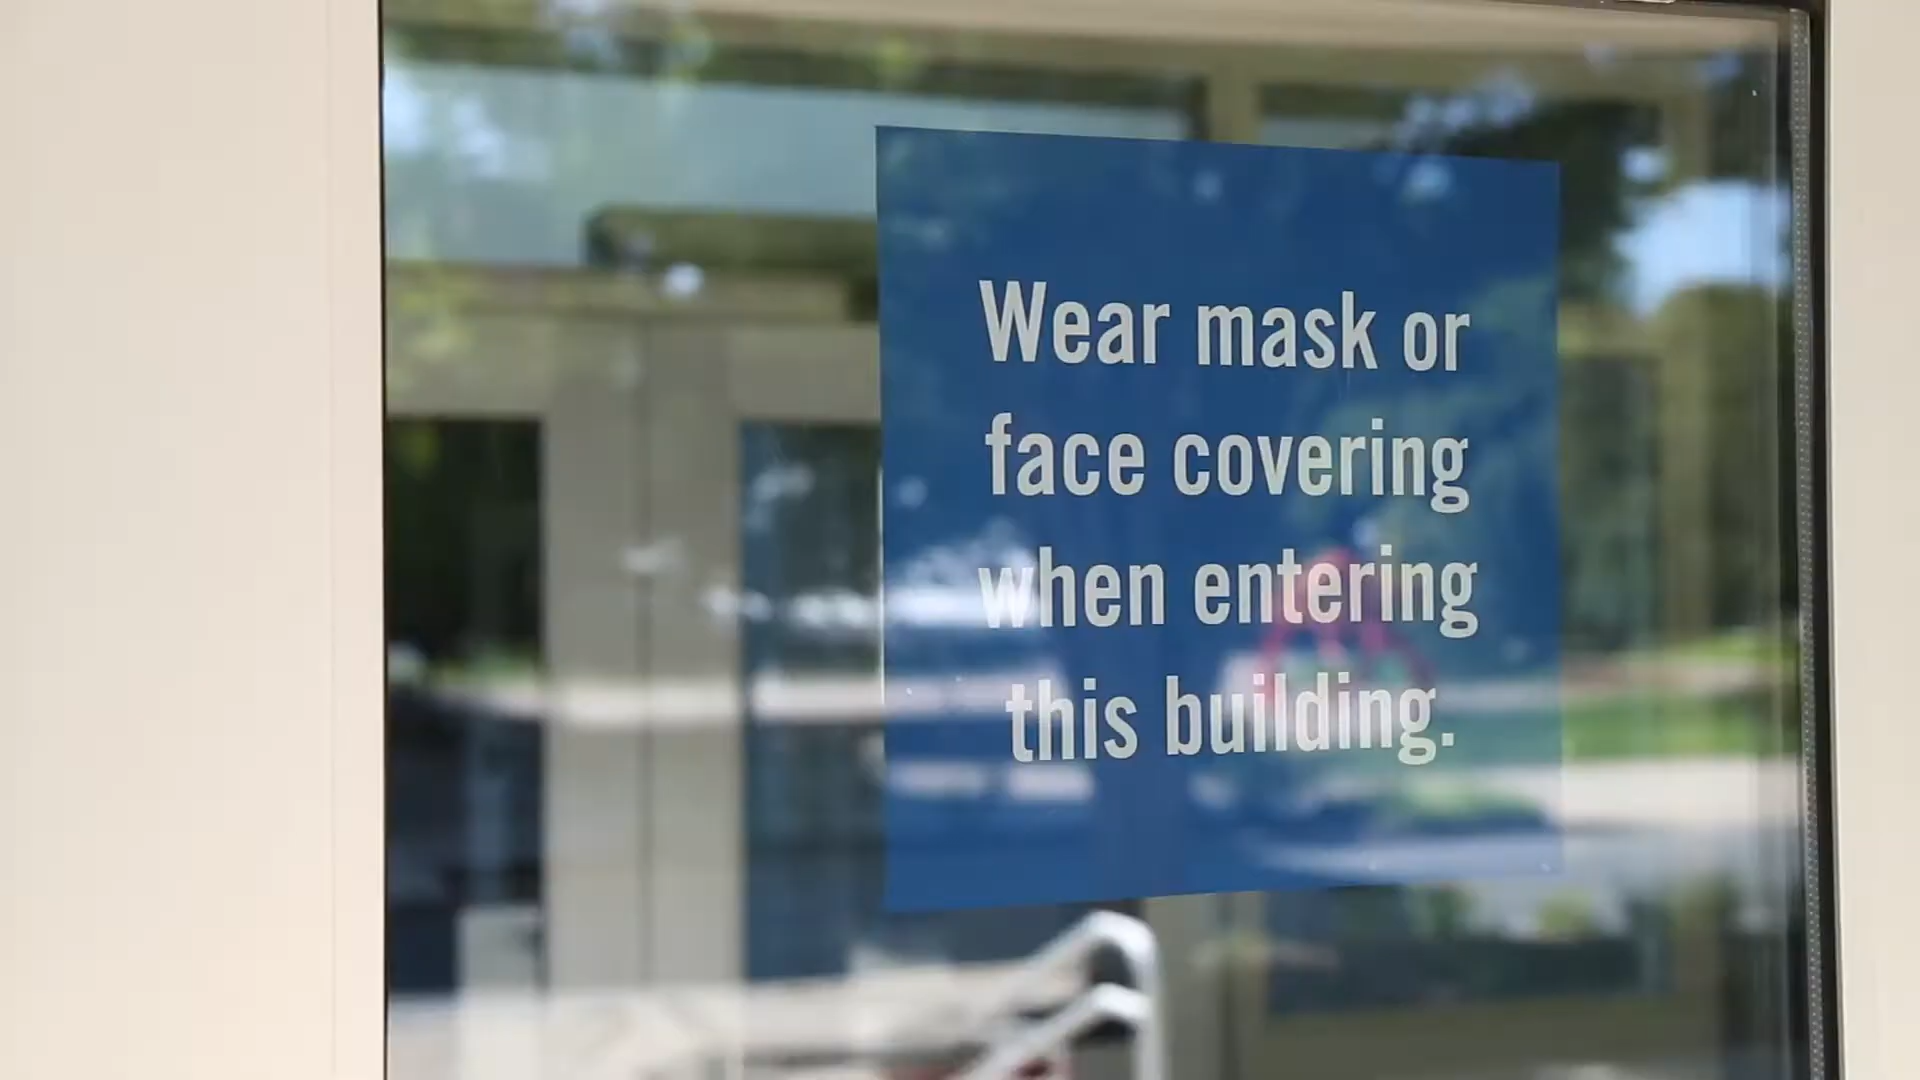 Wear mask or
face covering
when entering
this building.